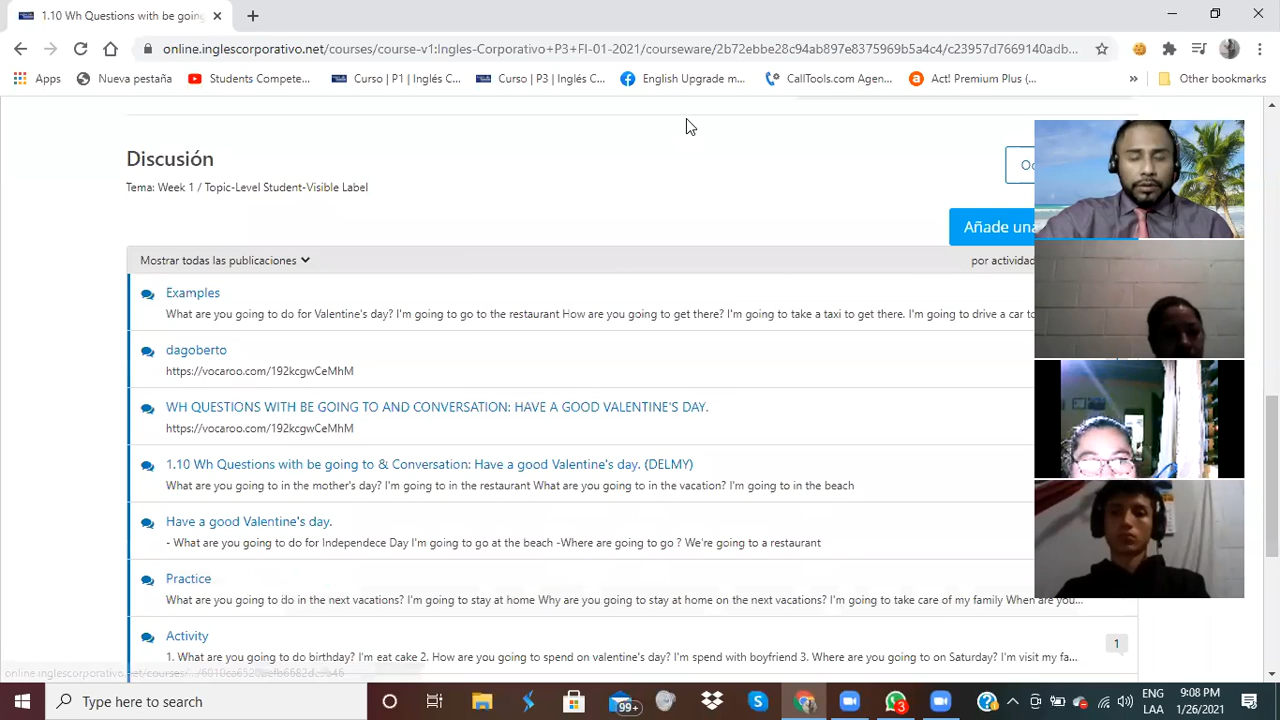 1.10 Wh Questions with be going
online.inglescorporativo.net/courses/course-v1:Ingles-Corporativo+P3+FI-01-2021/courseware/2b72ebbe28c94ab897e8375969b5a4c4/c23957d7669140adb...
Apps
Nueva pestaña
Students Compete...
Curso | P1 | Inglés C...
Curso | P3 | Inglés C...
English Upgrade m...
CallTools.com Agen...
Act! Premium Plus (...
Other bookmarks
Discusión
Tema: Week 1 / Topic-Level Student-Visible Label
Añade una
Mostrar todas las publicaciones
por actividad
Examples
What are you going to do for Valentine's day? I'm going to go to the restaurant How are you going to get there? I'm going to take a taxi to get there. I'm going to drive a car to
dagoberto
https://vocaroo.com/192kcgwCeMhM
WH QUESTIONS WITH BE GOING TO AND CONVERSATION: HAVE A GOOD VALENTINE'S DAY.
https://vocaroo.com/192kcgwCeMhM
1.10 Wh Questions with be going to & Conversation: Have a good Valentine's day. (DELMY)
What are you going to in the mother's day? I'm going to in the restaurant What are you going to in the vacation? I'm going to in the beach
Have a good Valentine's day.
- What are you going to do for Independece Day I'm going to go at the beach -Where are going to go ? We're going to a restaurant
Practice
What are you going to do in the next vacations? I'm going to stay at home Why are you going to stay at home on the next vacations? I'm going to take care of my family When are you...
Activity
1
1. What are you going to do birthday? I'm eat cake 2. How are you going to spend on valentine's day? I'm spend with boyfriend 3. Where are you going to on Saturday? I'm visit my fa...
Type here to search
99+
3
ENG
LAA
9:08 PM
1/26/2021